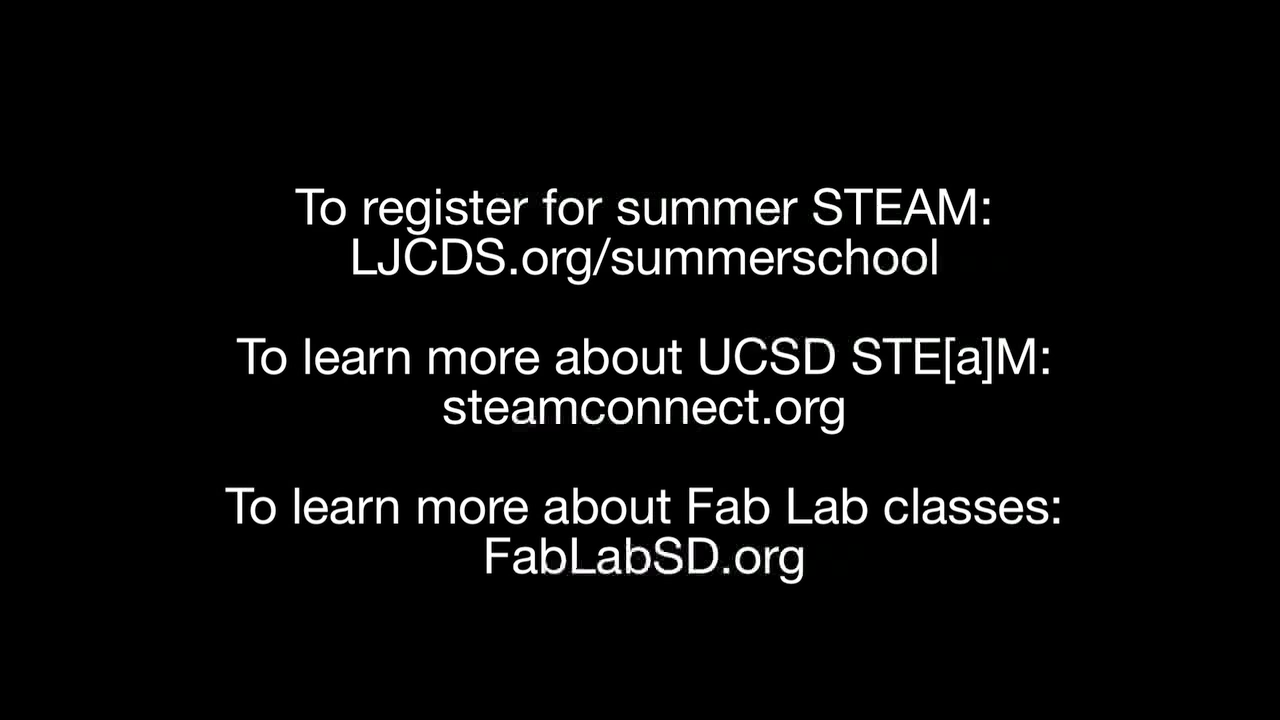 To register for summer STEAM:
LJCDS.org/summerschool
To learn more about UCSD STE[a]M:
steamconnect.org
To learn more about Fab Lab classes:
FabLabSD.org